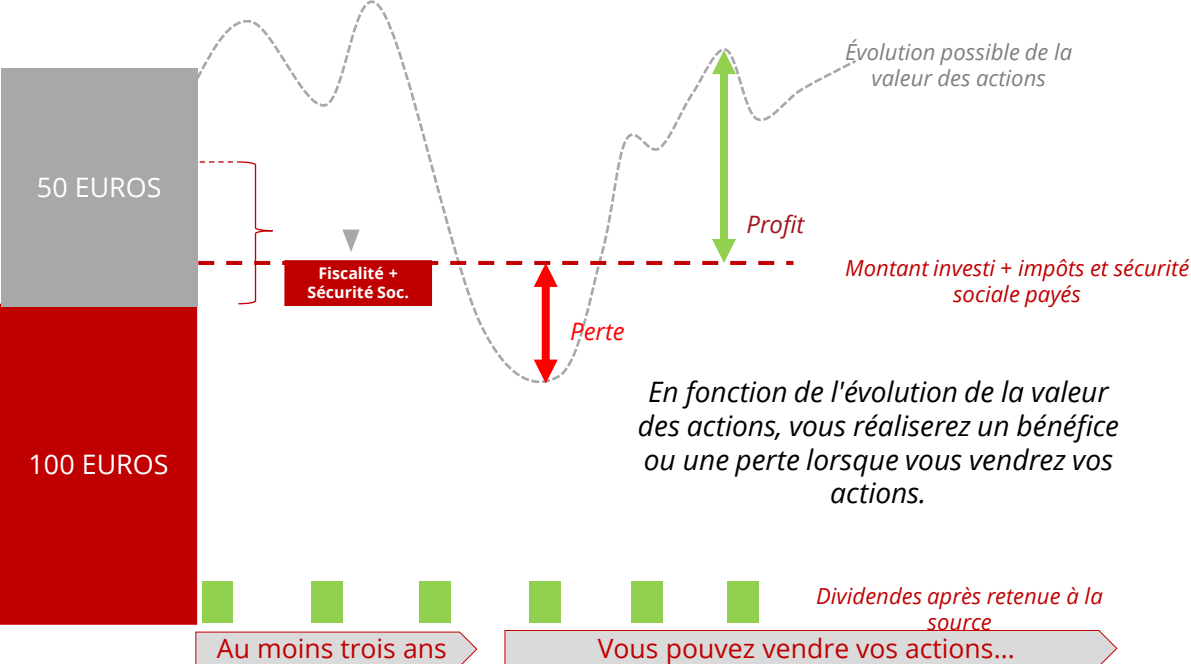 Évolution possible de la
valeur des actions
50 EUROS
Profit
Fiscalité +
Sécurité Soc.
Montant investi + impôts et sécurité
sociale payés
Perte
En fonction de l'évolution de la valeur
des actions, vous réaliserez un bénéfice
ou une perte lorsque vous vendrez vos
actions.
100 EUROS
Dividendes après retenue à la
source
Au moins trois ans
Vous pouvez vendre vos actions...